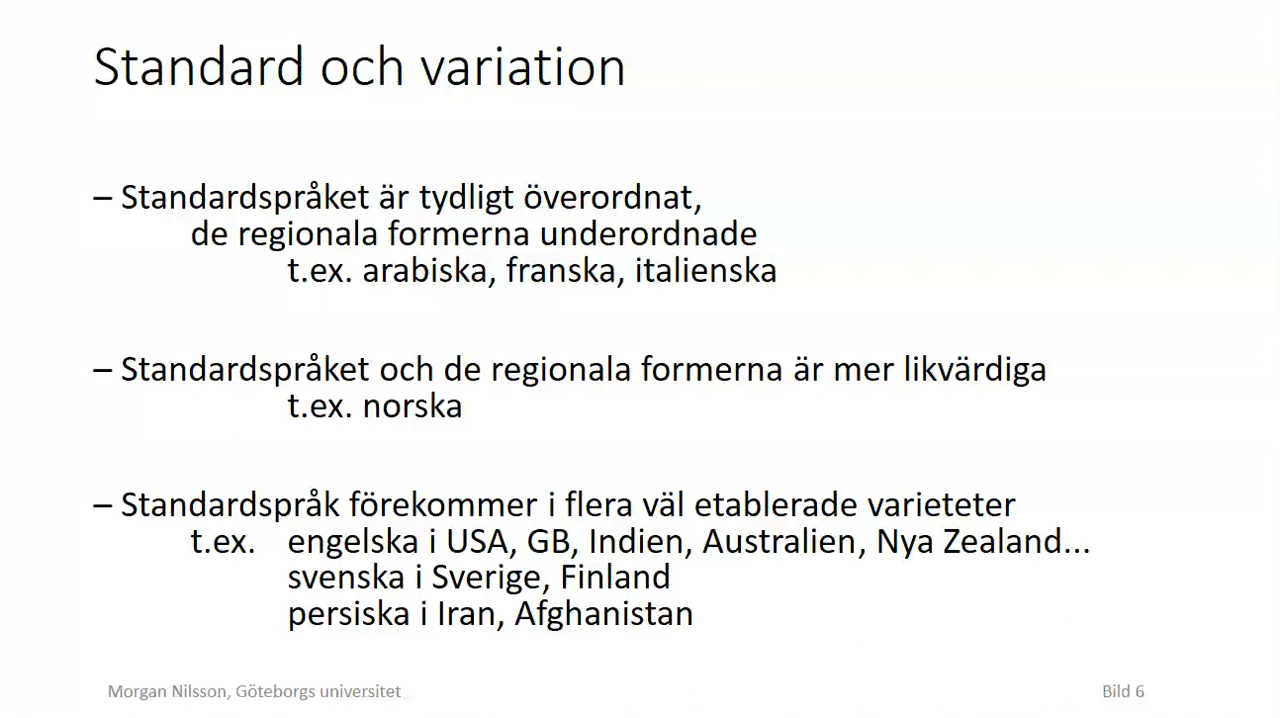 Standard och variation
– Standardspråket är tydligt överordnat,
de regionala formerna underordnade
t.ex. arabiska, franska, italienska
– Standardspråket och de regionala formerna är mer likvärdiga
t.ex. norska
– Standardspråk förekommer i flera väl etablerade varieteter
t.ex. engelska i USA, GB, Indien, Australien, Nya Zealand...
svenska i Sverige, Finland
persiska i Iran, Afghanistan
Morgan Nilsson, Göteborgs universitet Bild 6